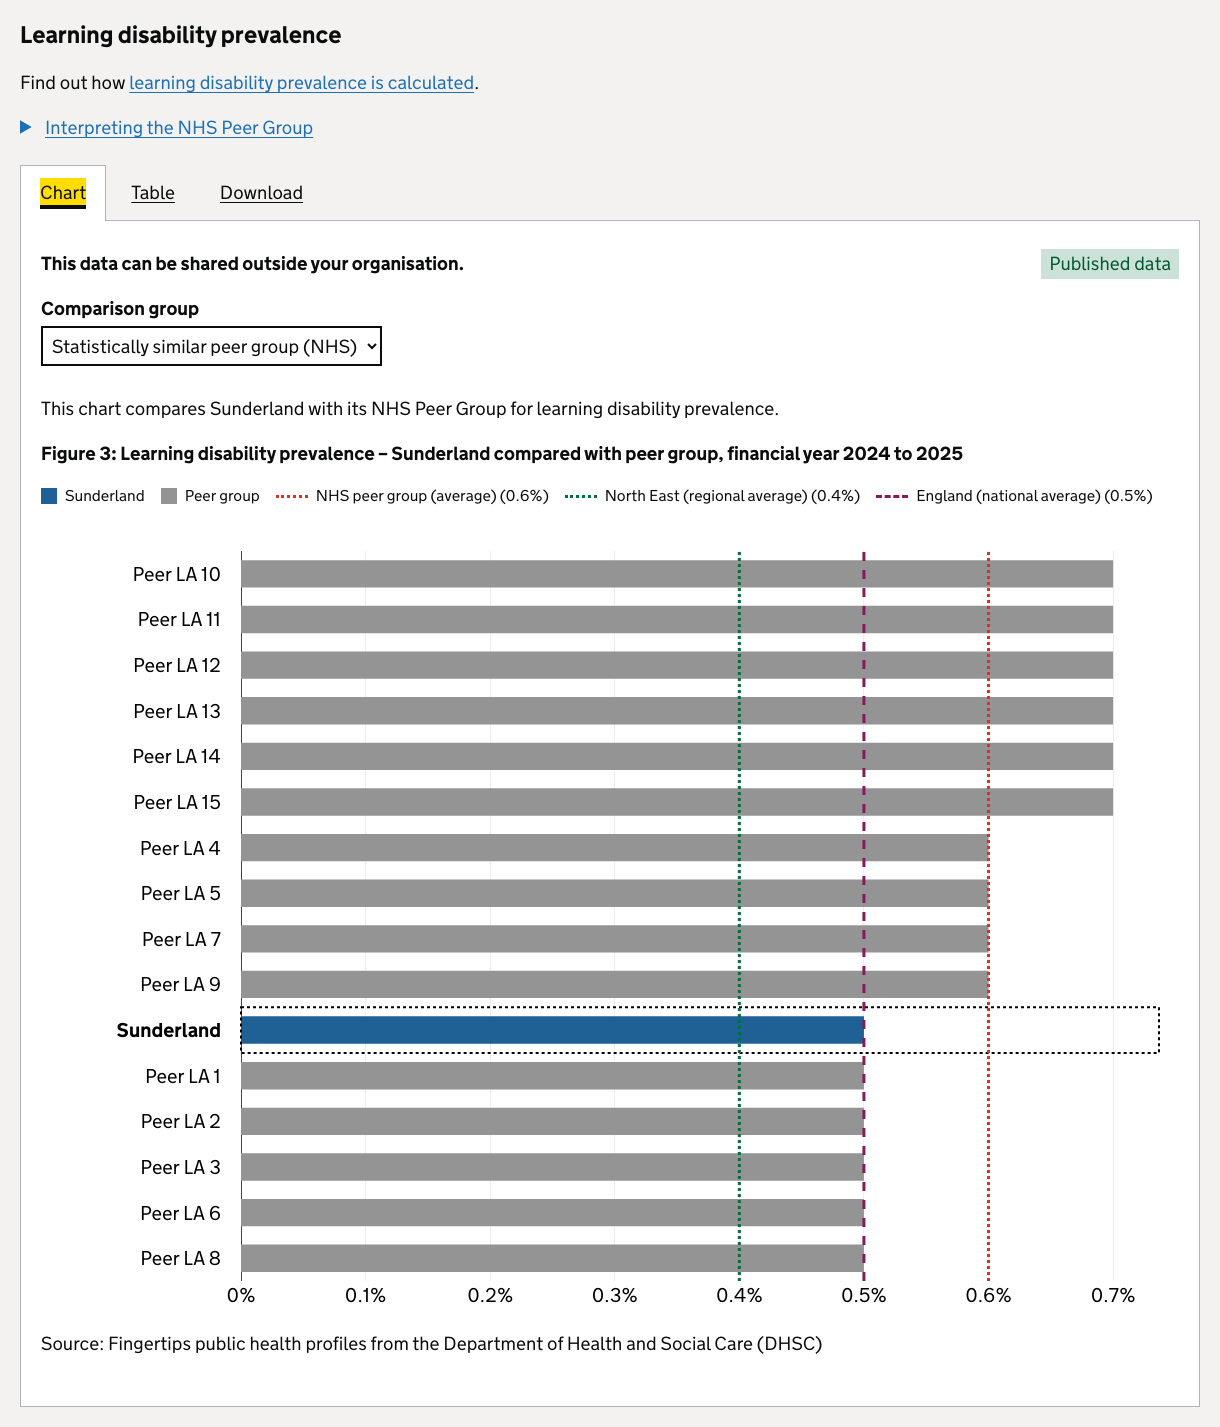 Learning disability prevalence
Find out how learning disability prevalence is calculated.
Interpreting the NHS Peer Group
Chart Table Download
This data can be shared outside your organisation. Published data
Comparison group
Statistically similar peer group (NHS)
This chart compares Sunderland with its NHS Peer Group for learning disability prevalence.
Figure 3: Learning disability prevalence – Sunderland compared with peer group, financial year 2024 to 2025
Sunderland Peer group NHS peer group (average) (0.6%) North East (regional average) (0.4%) England (national average) (0.5%)
Peer LA 10
Peer LA 11
Peer LA 12
Peer LA 13
Peer LA 14
Peer LA 15
Peer LA 4
Peer LA 5
Peer LA 7
Peer LA 9
Sunderland
Peer LA 1
Peer LA 2
Peer LA 3
Peer LA 6
Peer LA 8
0% 0.1% 0.2% 0.3% 0.4% 0.5% 0.6% 0.7%
Source: Fingertips public health profiles from the Department of Health and Social Care (DHSC)